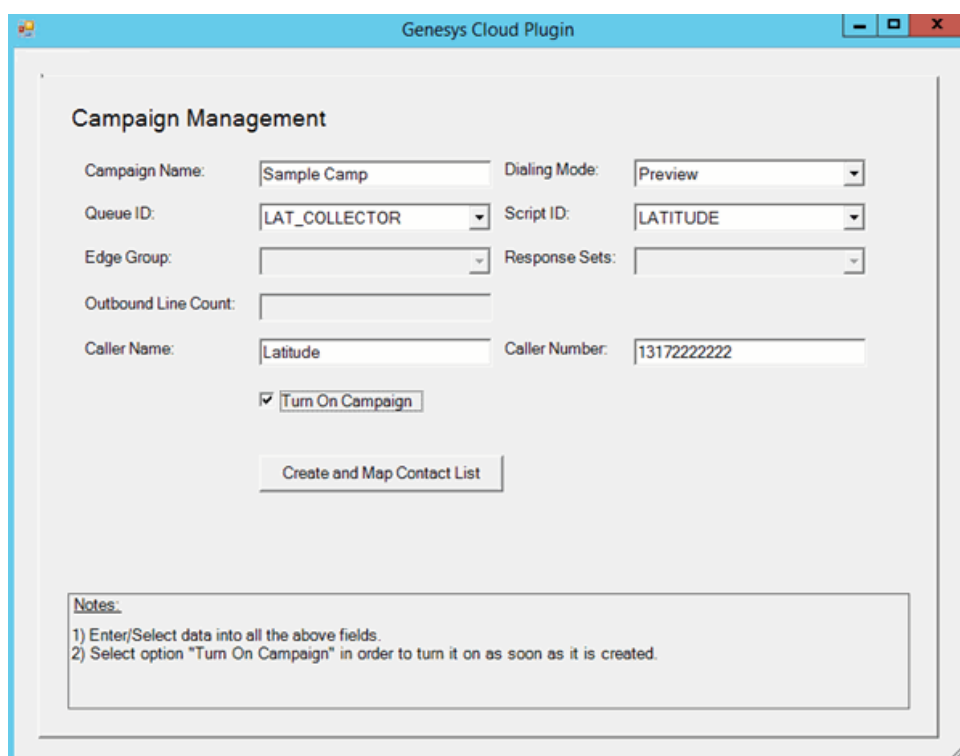 Genesys Cloud Plugin
Campaign Management
Campaign Name: Sample Camp Dialing Mode: Preview
Queue ID: LAT_COLLECTOR Script ID: LATITUDE
Edge Group: Response Sets:
Outbound Line Count:
Caller Name: Latitude Caller Number: 13172222222
Turn On Campaign
Create and Map Contact List
Notes:
1) Enter/Select data into all the above fields.
2) Select option "Turn On Campaign" in order to turn it on as soon as it is created.